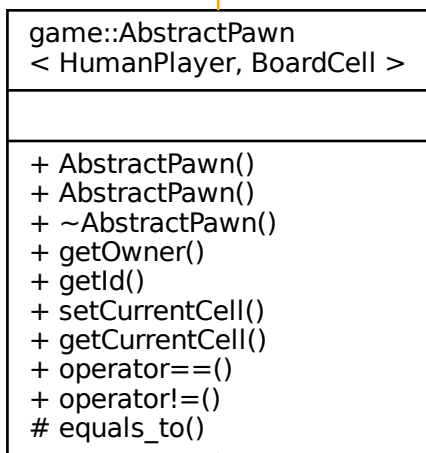 game::AbstractPawn
< HumanPlayer, BoardCell >
+ AbstractPawn()
+ AbstractPawn()
+ ~AbstractPawn()
+ getOwner()
+ getId()
+ setCurrentCell()
+ getCurrentCell()
+ operator==()
+ operator!=()
# equals_to()